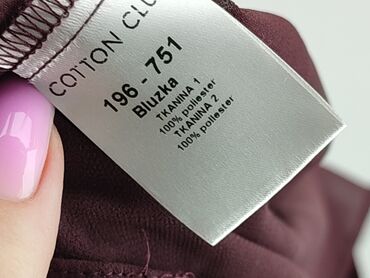 COTTON CLU
196 - 751
Bluzka
TKANINA 1
100% poliester
TKANINA 2
100% poliester